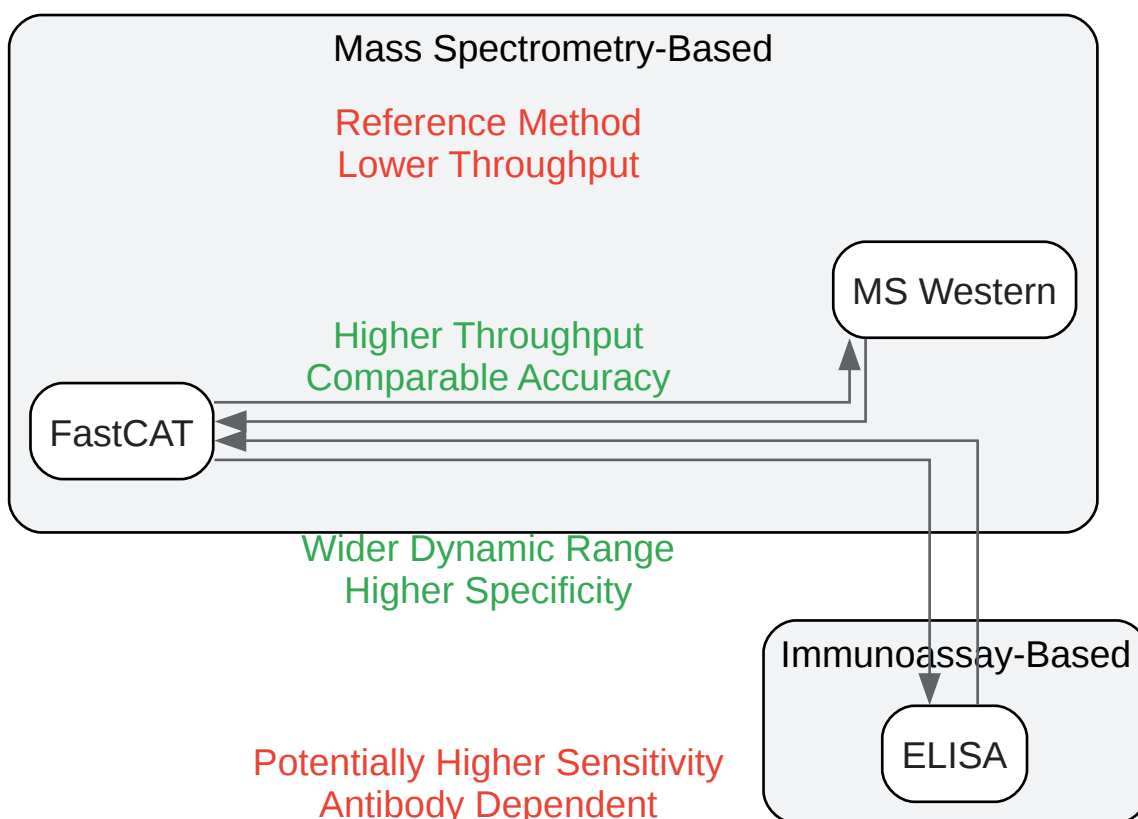 Mass Spectrometry-Based
Reference Method
Lower Throughput
MS Western
Higher Throughput
Comparable Accuracy
FastCAT
Wider Dynamic Range
Higher Specificity
Immunoassay-Based
ELISA
Potentially Higher Sensitivity
Antibody Dependent